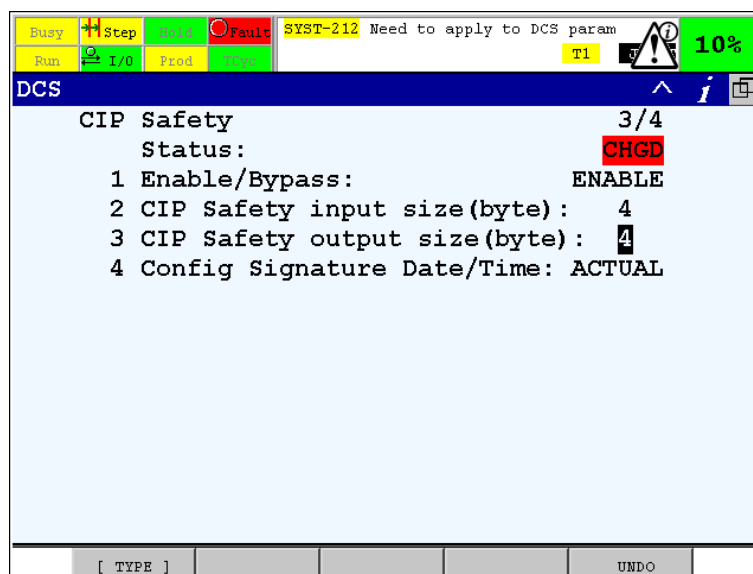 Busy Step Hold Fault SYST-212 Need to apply to DCS param
Run I/O Prod TCyc T1 10%
DCS
CIP Safety 3/4
Status: CHGD
1 Enable/Bypass: ENABLE
2 CIP Safety input size(byte): 4
3 CIP Safety output size(byte): 4
4 Config Signature Date/Time: ACTUAL
[ TYPE ] UNDO